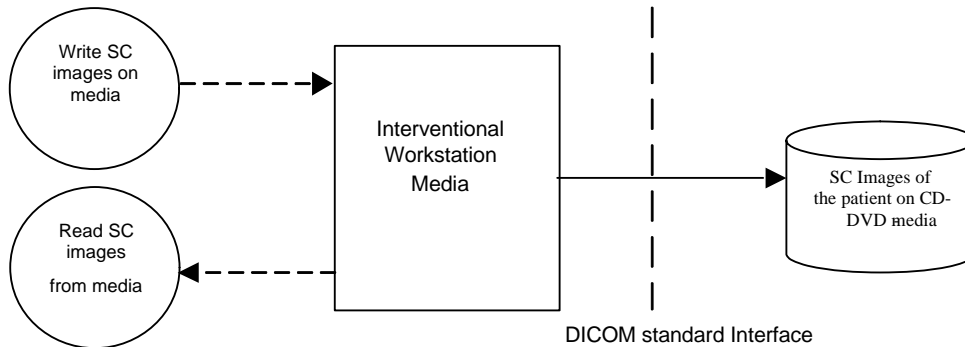 Write SC
images on
media
Interventional
Workstation
Media
SC Images of
the patient on CD-
DVD media
Read SC
images
from media
DICOM standard Interface